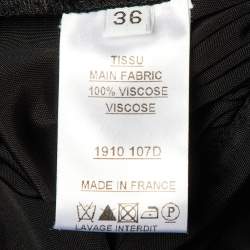 36
TISSU
MAIN FABRIC
100% VISCOSE
VISCOSE
1910 107D
MADE IN FRANCE
P
LAVAGE INTERDIT